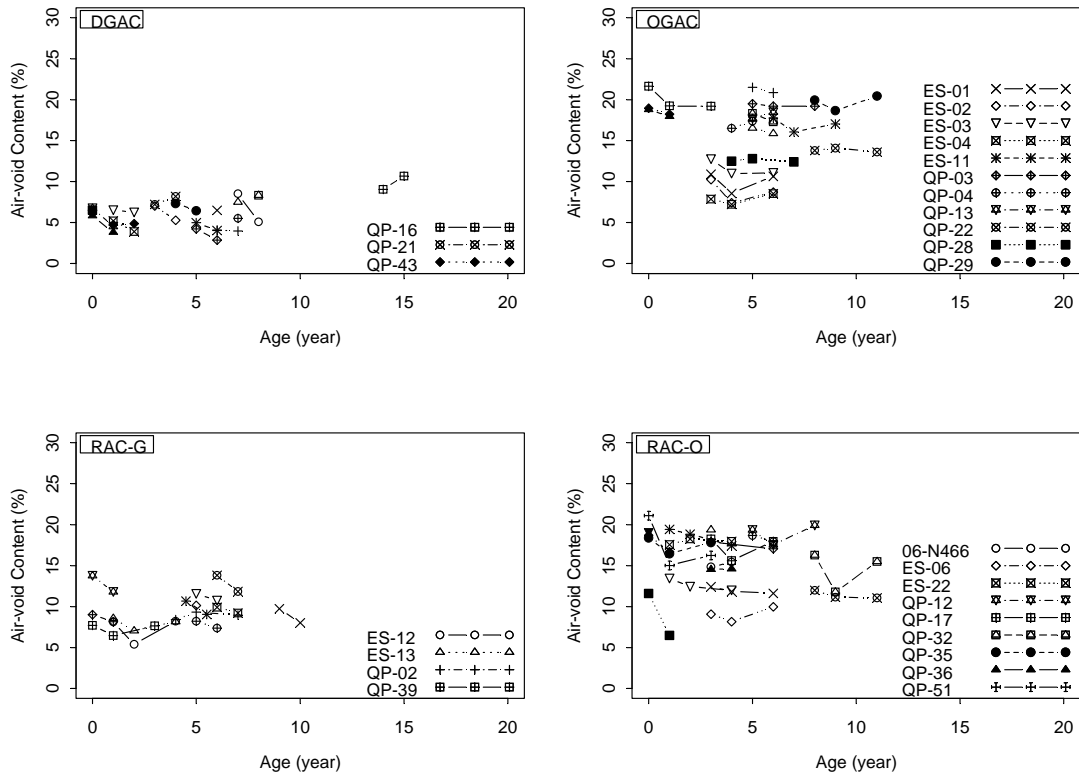 DGAC
Air-void Content (%)
0 5 10 15 20 25 30
QP-16
QP-21
QP-43
0 5 10 15 20
Age (year)
OGAC
Air-void Content (%)
0 5 10 15 20 25 30
ES-01
ES-02
ES-03
ES-04
ES-11
QP-03
QP-04
QP-13
QP-22
QP-28
QP-29
0 5 10 15 20
Age (year)
RAC-G
Air-void Content (%)
0 5 10 15 20 25 30
ES-12
ES-13
QP-02
QP-39
0 5 10 15 20
Age (year)
RAC-O
Air-void Content (%)
0 5 10 15 20 25 30
06-N466
ES-06
ES-22
QP-12
QP-17
QP-32
QP-35
QP-36
QP-51
0 5 10 15 20
Age (year)